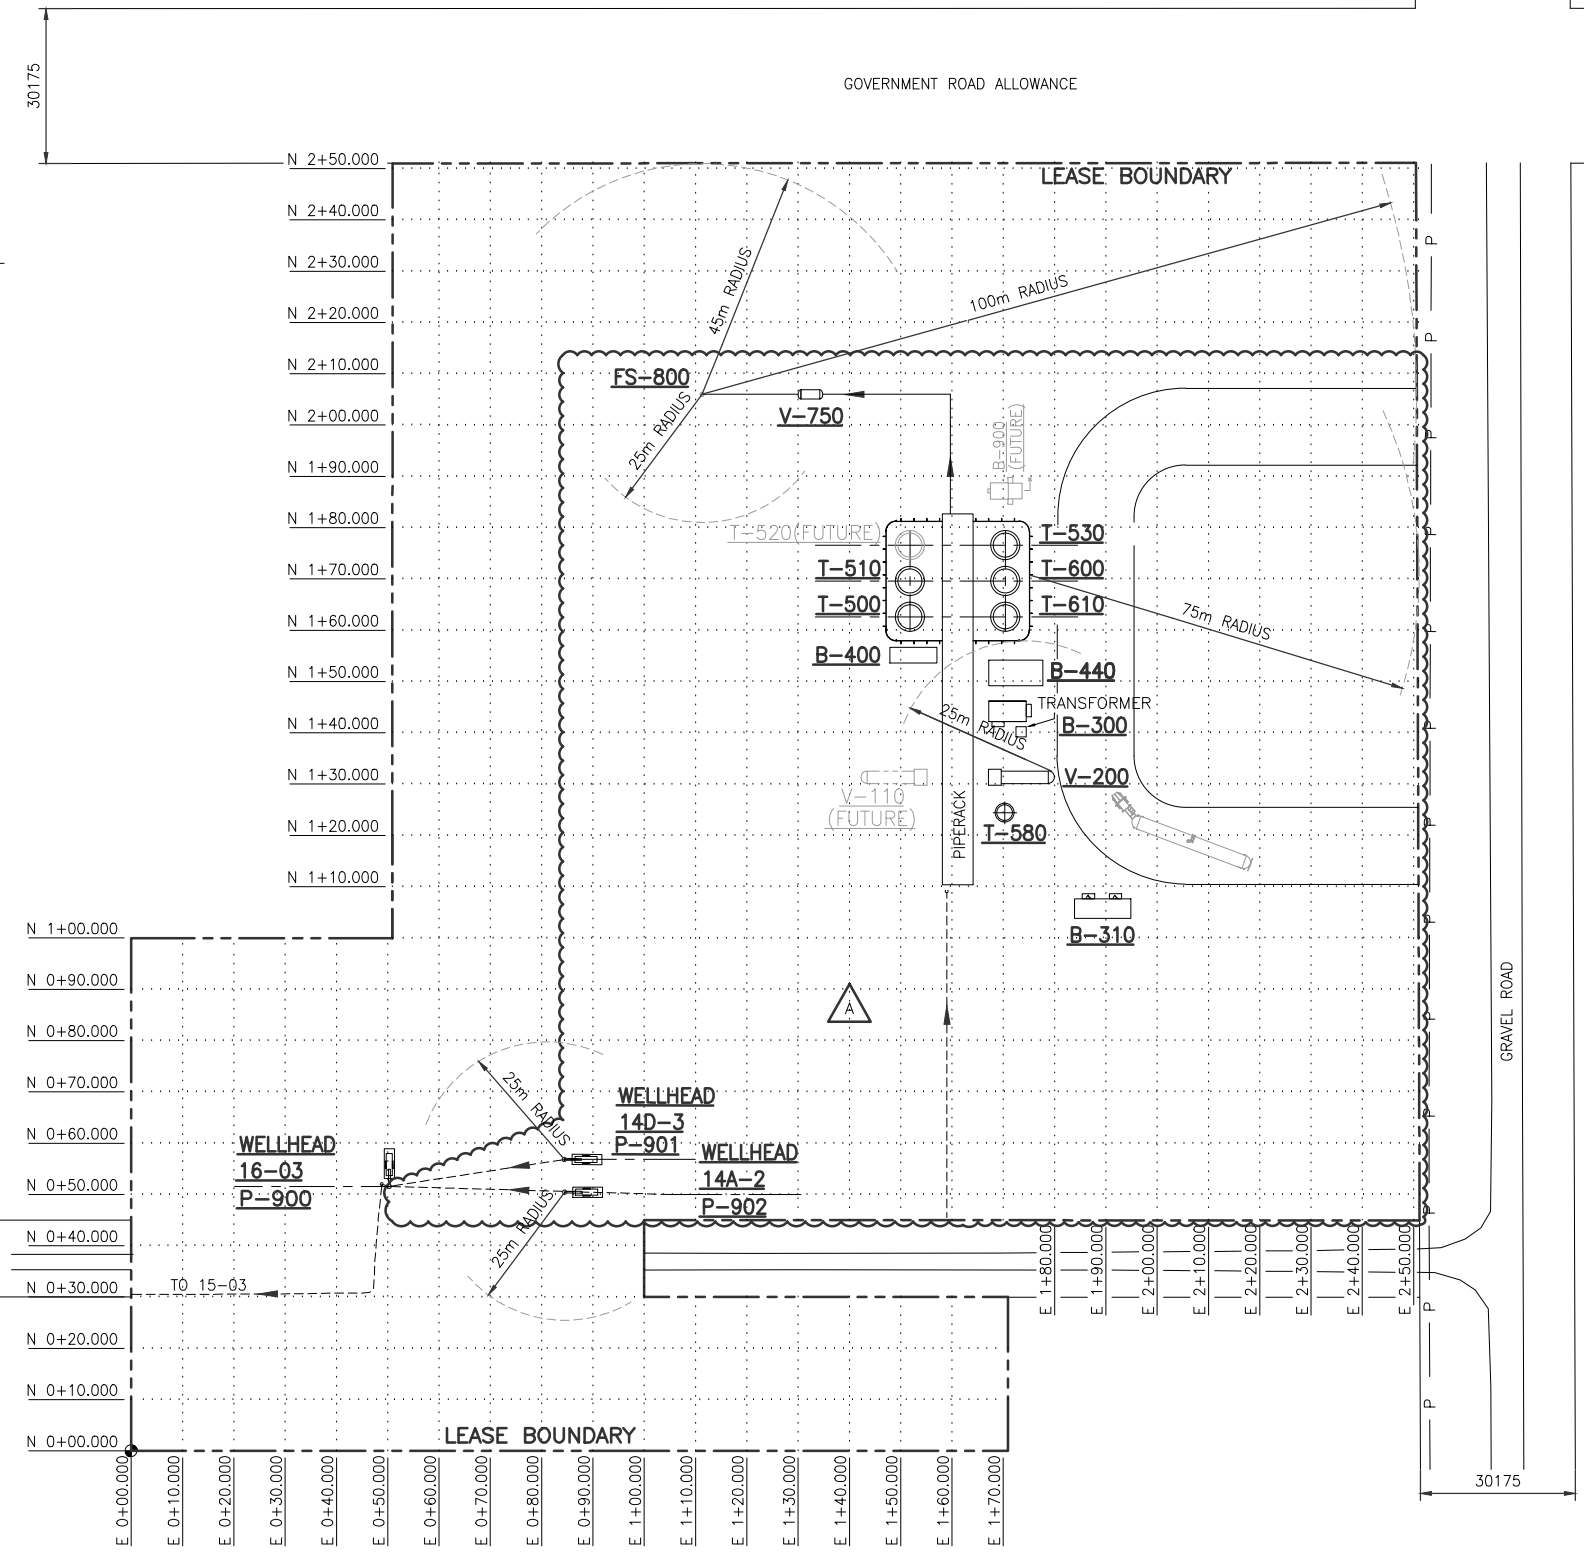 30175
GOVERNMENT ROAD ALLOWANCE
N 2+50.000
LEASE BOUNDARY
N 2+40.000
P
45m RADIUS
100m RADIUS
N 2+30.000
N 2+20.000
P
N 2+10.000
FS-800
V-750
25m RADIUS
N 2+00.000
B-900
(FUTURE)
P
N 1+90.000
N 1+80.000
T-520(FUTURE)
T-530
P
N 1+70.000
T-510
T-600
T-500
T-610
N 1+60.000
75m RADIUS
P
B-400
N 1+50.000
B-440
TRANSFORMER
N 1+40.000
25m RADIUS
B-300
P
N 1+30.000
V-110
(FUTURE)
V-200
N 1+20.000
PIPERACK
T-580
P
N 1+10.000
N 1+00.000
B-310
P
N 0+90.000
A
GRAVEL ROAD
N 0+80.000
P
N 0+70.000
25m RADIUS
WELLHEAD
14D-3
P-901
P
N 0+60.000
WELLHEAD
16-03
P-900
WELLHEAD
14A-2
P-902
N 0+50.000
25m RADIUS
P
N 0+40.000
N 0+30.000
TO 15-03
E 1+80.000
E 1+90.000
E 2+00.000
E 2+10.000
E 2+20.000
E 2+30.000
E 2+40.000
E 2+50.000
P
N 0+20.000
N 0+10.000
P
N 0+00.000
LEASE BOUNDARY
E 0+00.000
E 0+10.000
E 0+20.000
E 0+30.000
E 0+40.000
E 0+50.000
E 0+60.000
E 0+70.000
E 0+80.000
E 0+90.000
E 1+00.000
E 1+10.000
E 1+20.000
E 1+30.000
E 1+40.000
E 1+50.000
E 1+60.000
E 1+70.000
30175